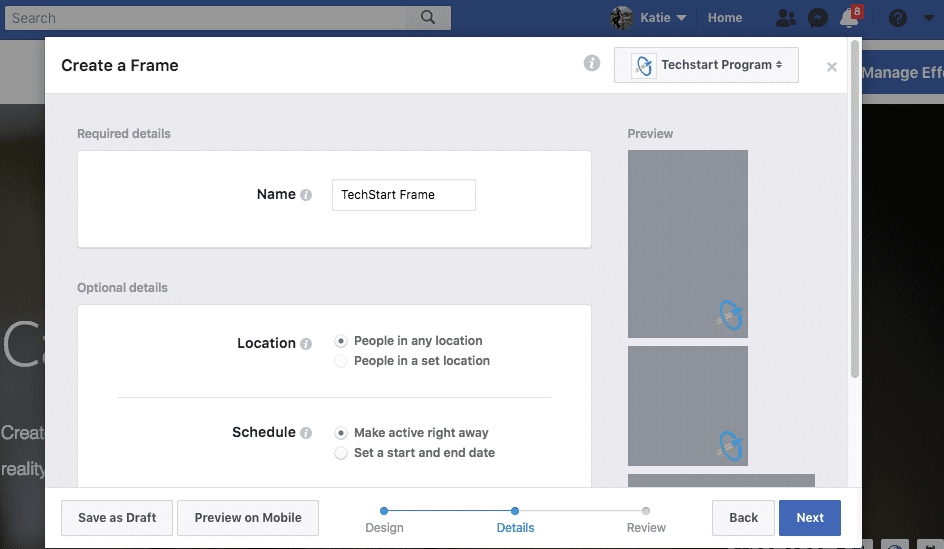 Search
Katie
Home
8
Create a Frame
Techstart Program
Manage Eff
Required details
Preview
Name
TechStart Frame
Optional details
Location
People in any location
People in a set location
Schedule
Make active right away
Set a start and end date
Ca
Creat
reality
Save as Draft
Preview on Mobile
Design
Details
Review
Back
Next